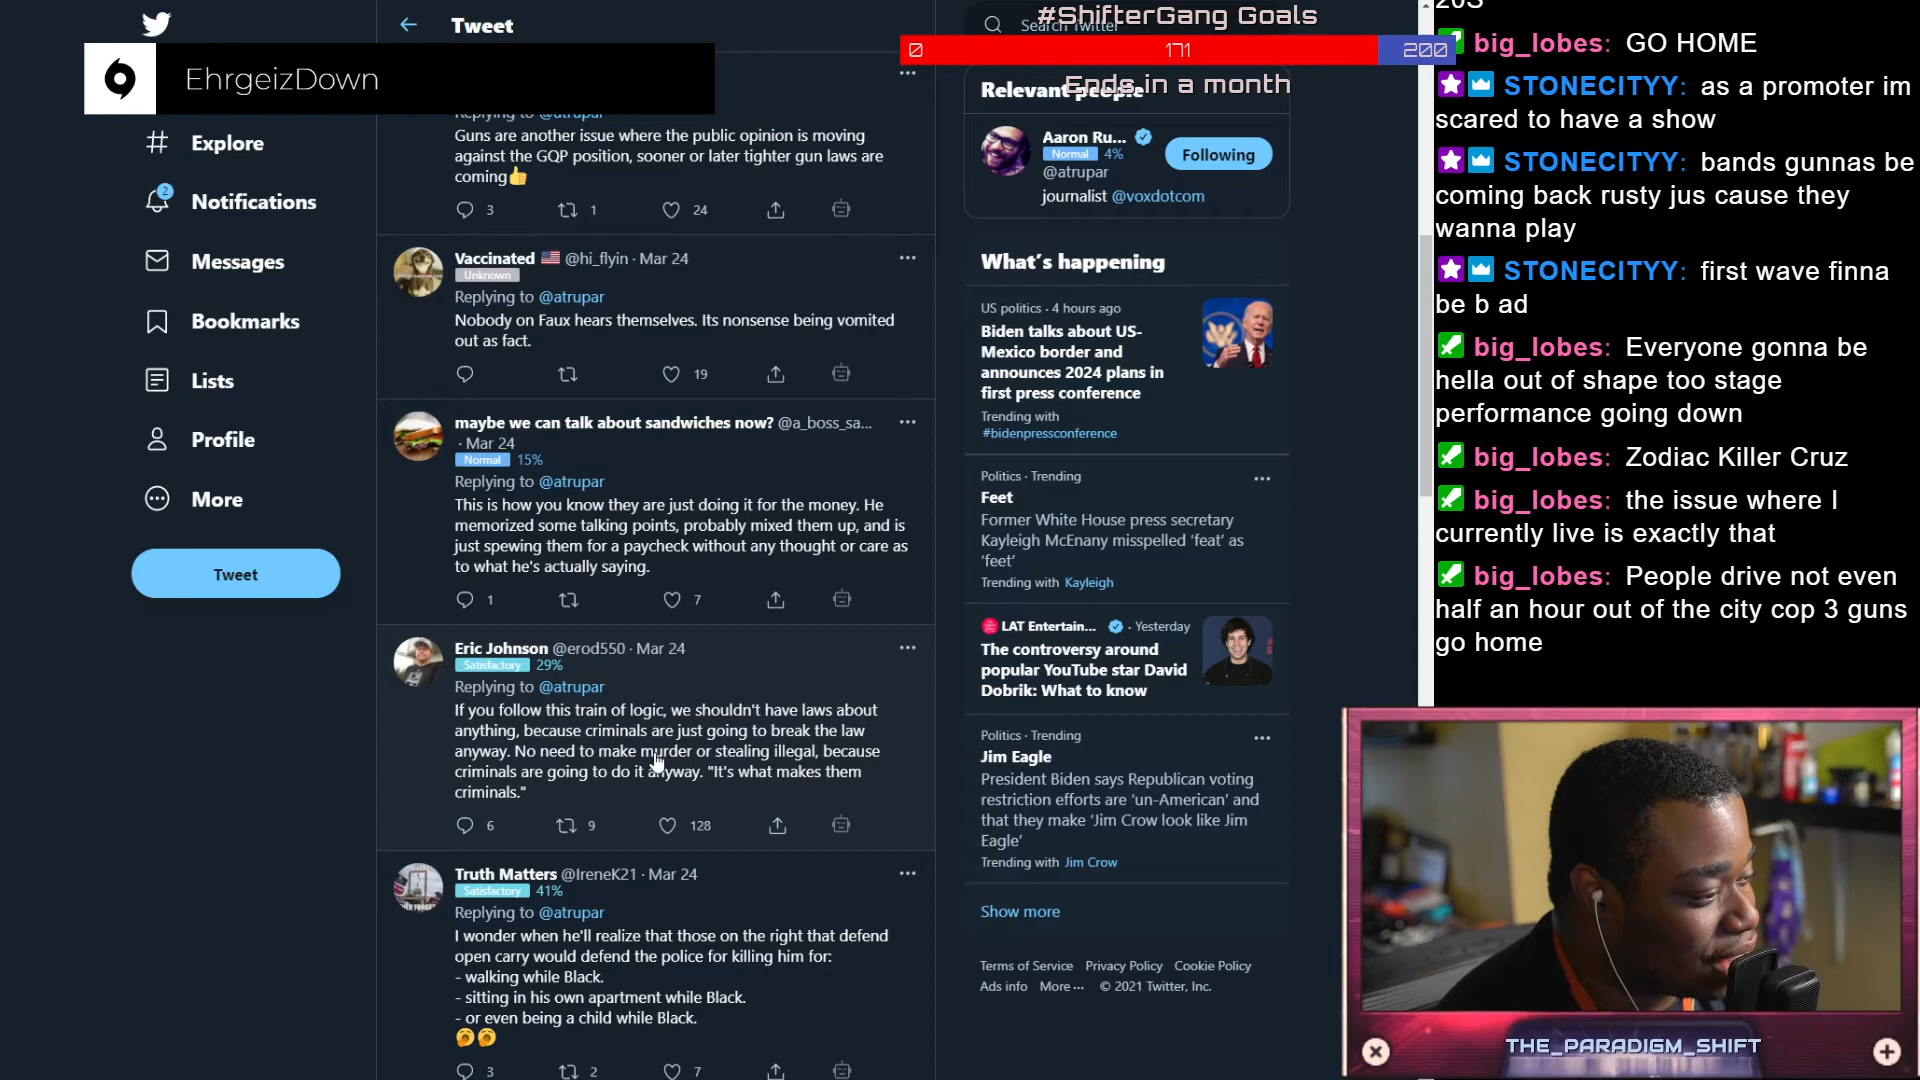 Tweet
Search Twitter
#ShifterGang Goals
0
171
200
Ends in a month
EhrgeizDown
Explore
2
Notifications
Messages
Bookmarks
Lists
Profile
More
Tweet
Replying to @atrupar
Guns are another issue where the public opinion is moving
against the GQP position, sooner or later tighter gun laws are
coming👍
3 1 24
Vaccinated 🇺🇸 @hi_flyin · Mar 24
Unknown
Replying to @atrupar
Nobody on Faux hears themselves. Its nonsense being vomited
out as fact.
19
maybe we can talk about sandwiches now? @a_boss_sa...
· Mar 24
Normal 15%
Replying to @atrupar
This is how you know they are just doing it for the money. He
memorized some talking points, probably mixed them up, and is
just spewing them for a paycheck without any thought or care as
to what he's actually saying.
1 7
Eric Johnson @erod550 · Mar 24
Satisfactory 29%
Replying to @atrupar
If you follow this train of logic, we shouldn't have laws about
anything, because criminals are just going to break the law
anyway. No need to make murder or stealing illegal, because
criminals are going to do it anyway. "It's what makes them
criminals."
6 9 128
Truth Matters @IreneK21 · Mar 24
Satisfactory 41%
Replying to @atrupar
I wonder when he'll realize that those on the right that defend
open carry would defend the police for killing him for:
- walking while Black.
- sitting in his own apartment while Black.
- or even being a child while Black.
3 2 7
Relevant people
Aaron Ru...
Normal 4%
@atrupar
Following
journalist @voxdotcom
What's happening
US politics · 4 hours ago
Biden talks about US-
Mexico border and
announces 2024 plans in
first press conference
Trending with
#bidenpressconference
Politics · Trending
Feet
Former White House press secretary
Kayleigh McEnany misspelled 'feat' as
'feet'
Trending with Kayleigh
LAT Entertain... · Yesterday
The controversy around
popular YouTube star David
Dobrik: What to know
Politics · Trending
Jim Eagle
President Biden says Republican voting
restriction efforts are 'un-American' and
that they make 'Jim Crow look like Jim
Eagle'
Trending with Jim Crow
Show more
Terms of Service Privacy Policy Cookie Policy
Ads info More ··· © 2021 Twitter, Inc.
big_lobes: GO HOME
STONECITYY: as a promoter im
scared to have a show
STONECITYY: bands gunnas be
coming back rusty jus cause they
wanna play
STONECITYY: first wave finna
be b ad
big_lobes: Everyone gonna be
hella out of shape too stage
performance going down
big_lobes: Zodiac Killer Cruz
big_lobes: the issue where I
currently live is exactly that
big_lobes: People drive not even
half an hour out of the city cop 3 guns
go home
THE_PARADIGM_SHIFT